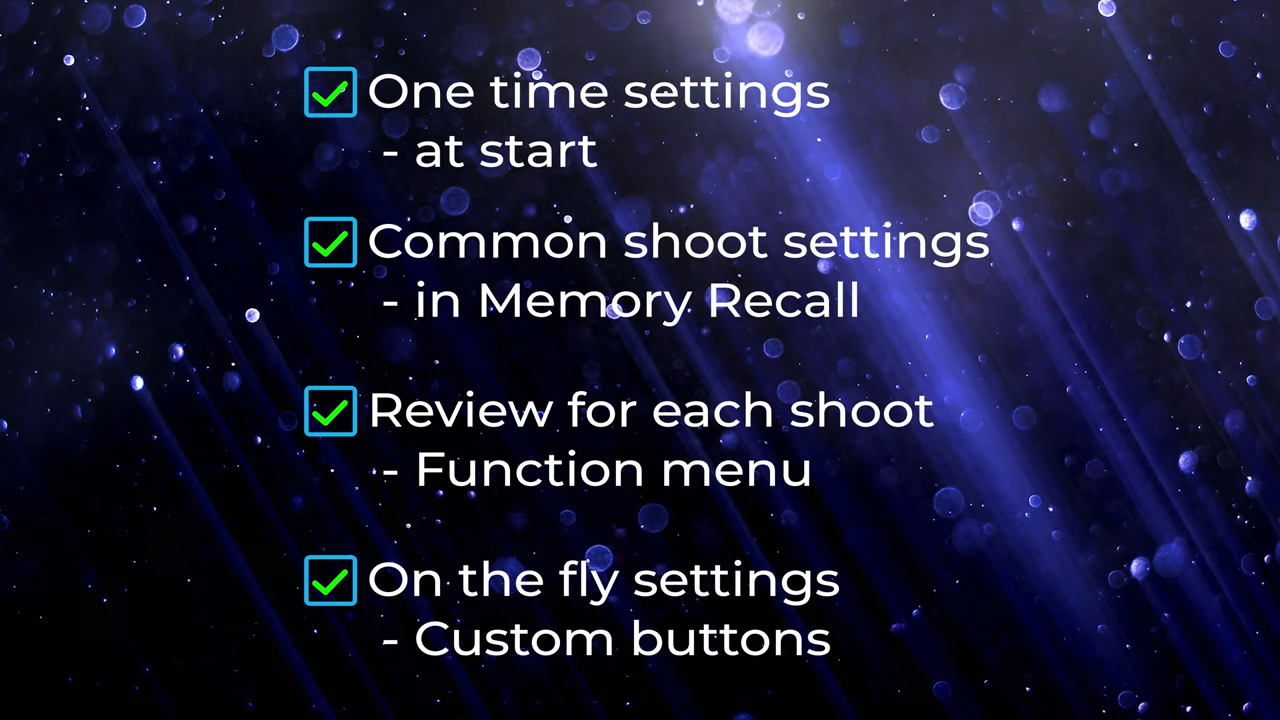 One time settings
- at start
Common shoot settings
- in Memory Recall
Review for each shoot
- Function menu
On the fly settings
- Custom buttons